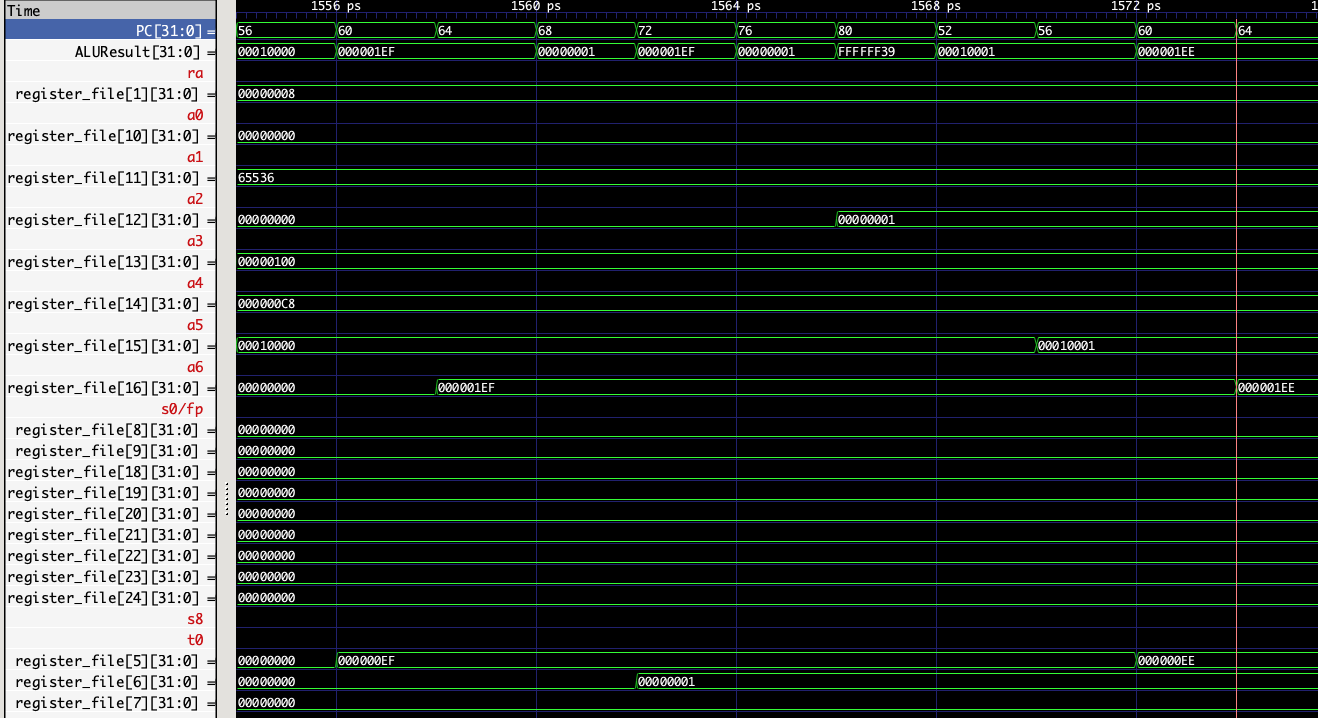 Time 1556 ps 1560 ps 1564 ps 1568 ps 1572 ps 1
PC[31:0] = 56 60 64 68 72 76 80 52 56 60 64
ALUResult[31:0] = 00010000 000001EF 00000001 000001EF 00000001 FFFFFF39 00010001 000001EE
ra
register_file[1][31:0] = 00000008
a0
register_file[10][31:0] = 00000000
a1
register_file[11][31:0] = 65536
a2
register_file[12][31:0] = 00000000 00000001
a3
register_file[13][31:0] = 00000100
a4
register_file[14][31:0] = 000000C8
a5
register_file[15][31:0] = 00010000 00010001
a6
register_file[16][31:0] = 00000000 000001EF 000001EE
s0/fp
register_file[8][31:0] = 00000000
register_file[9][31:0] = 00000000
register_file[18][31:0] = 00000000
register_file[19][31:0] = 00000000
register_file[20][31:0] = 00000000
register_file[21][31:0] = 00000000
register_file[22][31:0] = 00000000
register_file[23][31:0] = 00000000
register_file[24][31:0] = 00000000
s8
t0
register_file[5][31:0] = 00000000 000000EF 000000EE
register_file[6][31:0] = 00000000 00000001
register_file[7][31:0] = 00000000